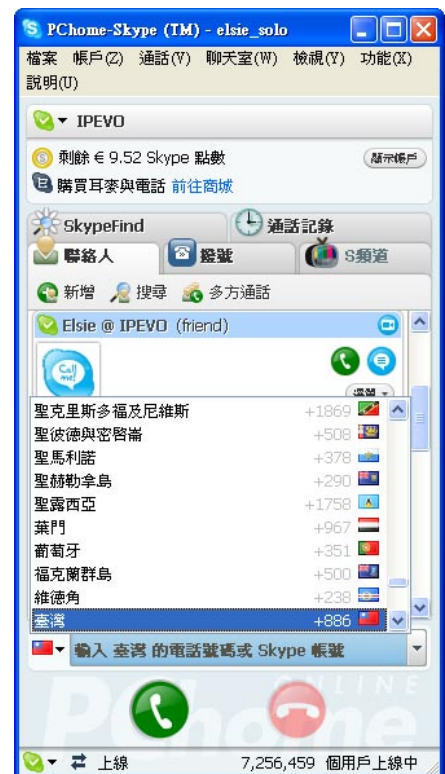 PChome-Skype (TM) - elsie_solo
檔案 帳戶(Z) 通話(V) 聊天室(W) 檢視(Y) 功能(X)
說明(U)
IPEVO
剩餘 € 9.52 Skype 點數 顯示帳戶
購買耳麥與電話 前往商城
SkypeFind 通話記錄
聯絡人 撥號 S頻道
新增 搜尋 多方通話
Elsie @ IPEVO (friend)
Call me!
選單
聖克里斯多福及尼維斯 +1869
聖彼德與密啓崙 +508
聖馬利諾 +378
聖赫勒拿島 +290
聖露西亞 +1758
葉門 +967
葡萄牙 +351
福克蘭群島 +500
維德角 +238
臺灣 +886
輸入 臺灣 的電話號碼或 Skype 帳號
ONLINE
PChome
上線 7,256,459 個用戶上線中